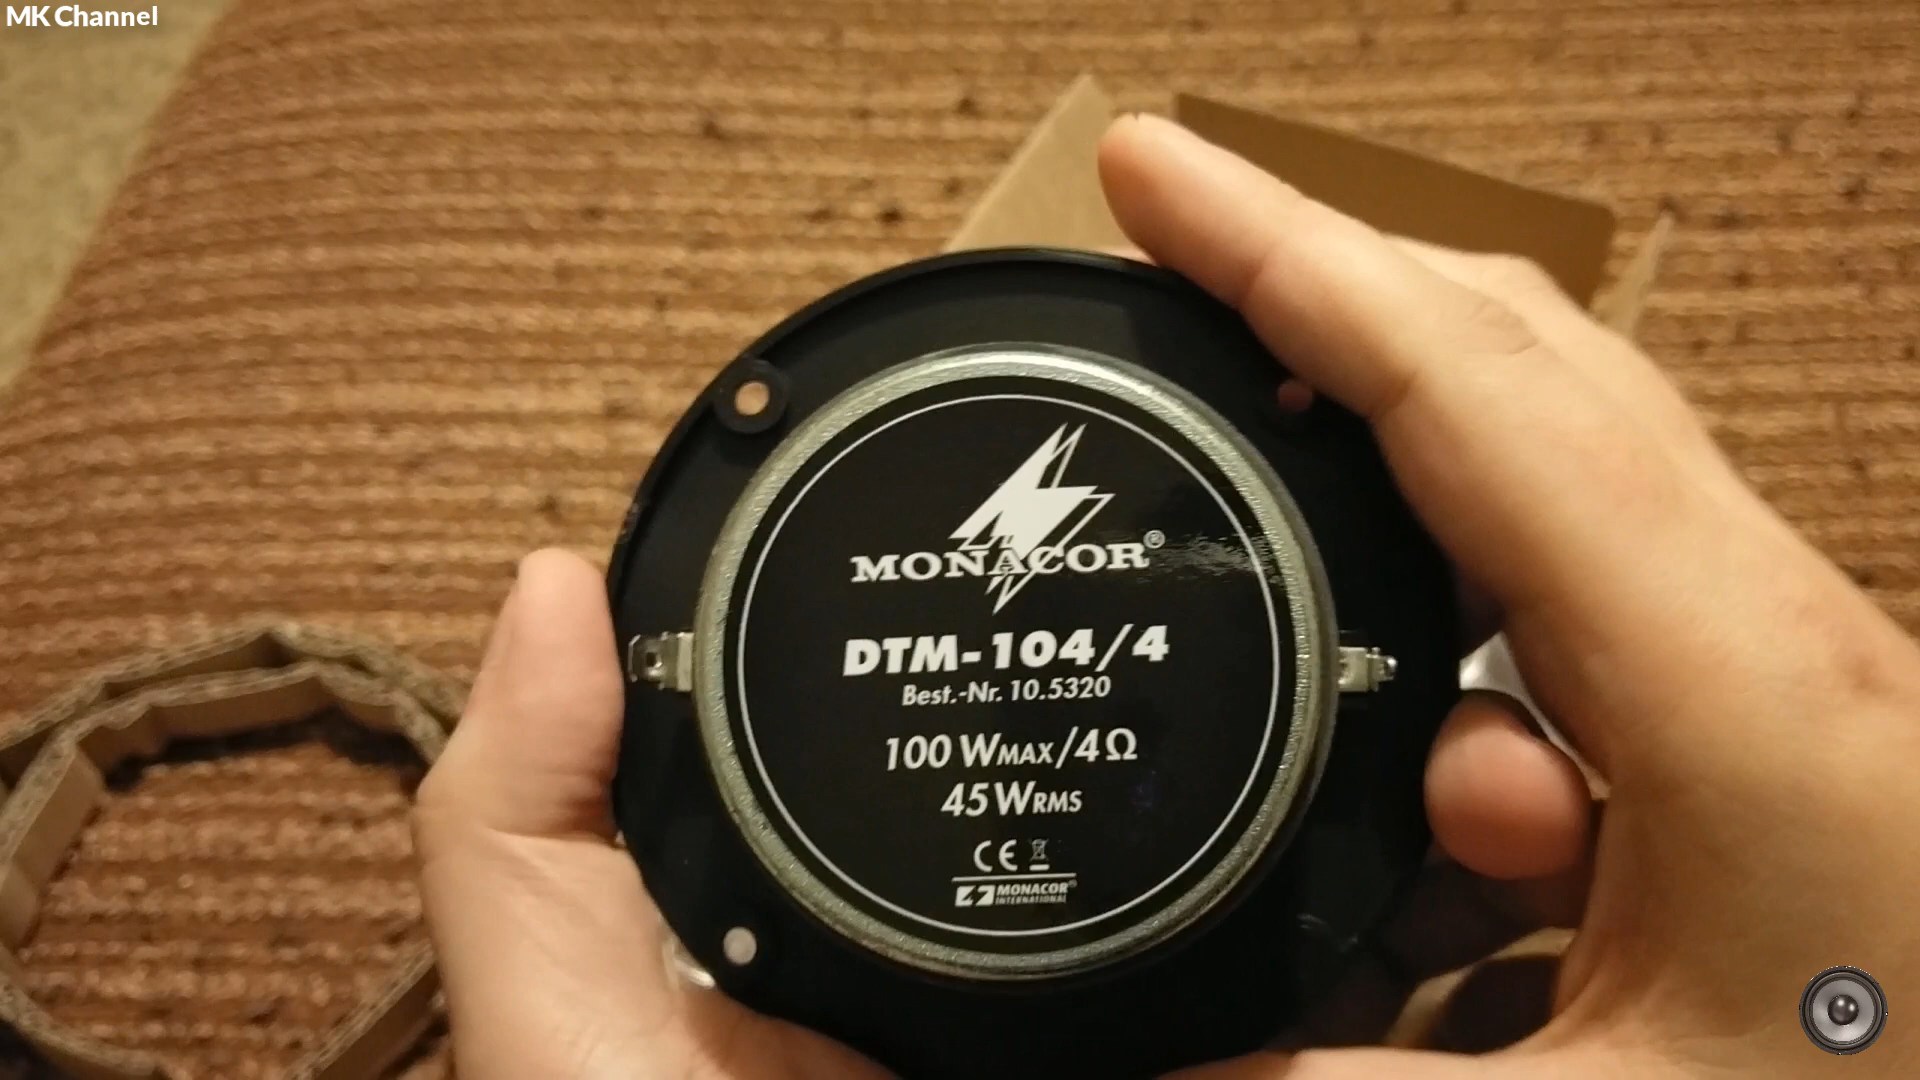 MK Channel
MONACOR®
DTM-104/4
Best.-Nr. 10.5320
100 WMAX/4Ω
45 WRMS
CE
MONACOR®
INTERNATIONAL